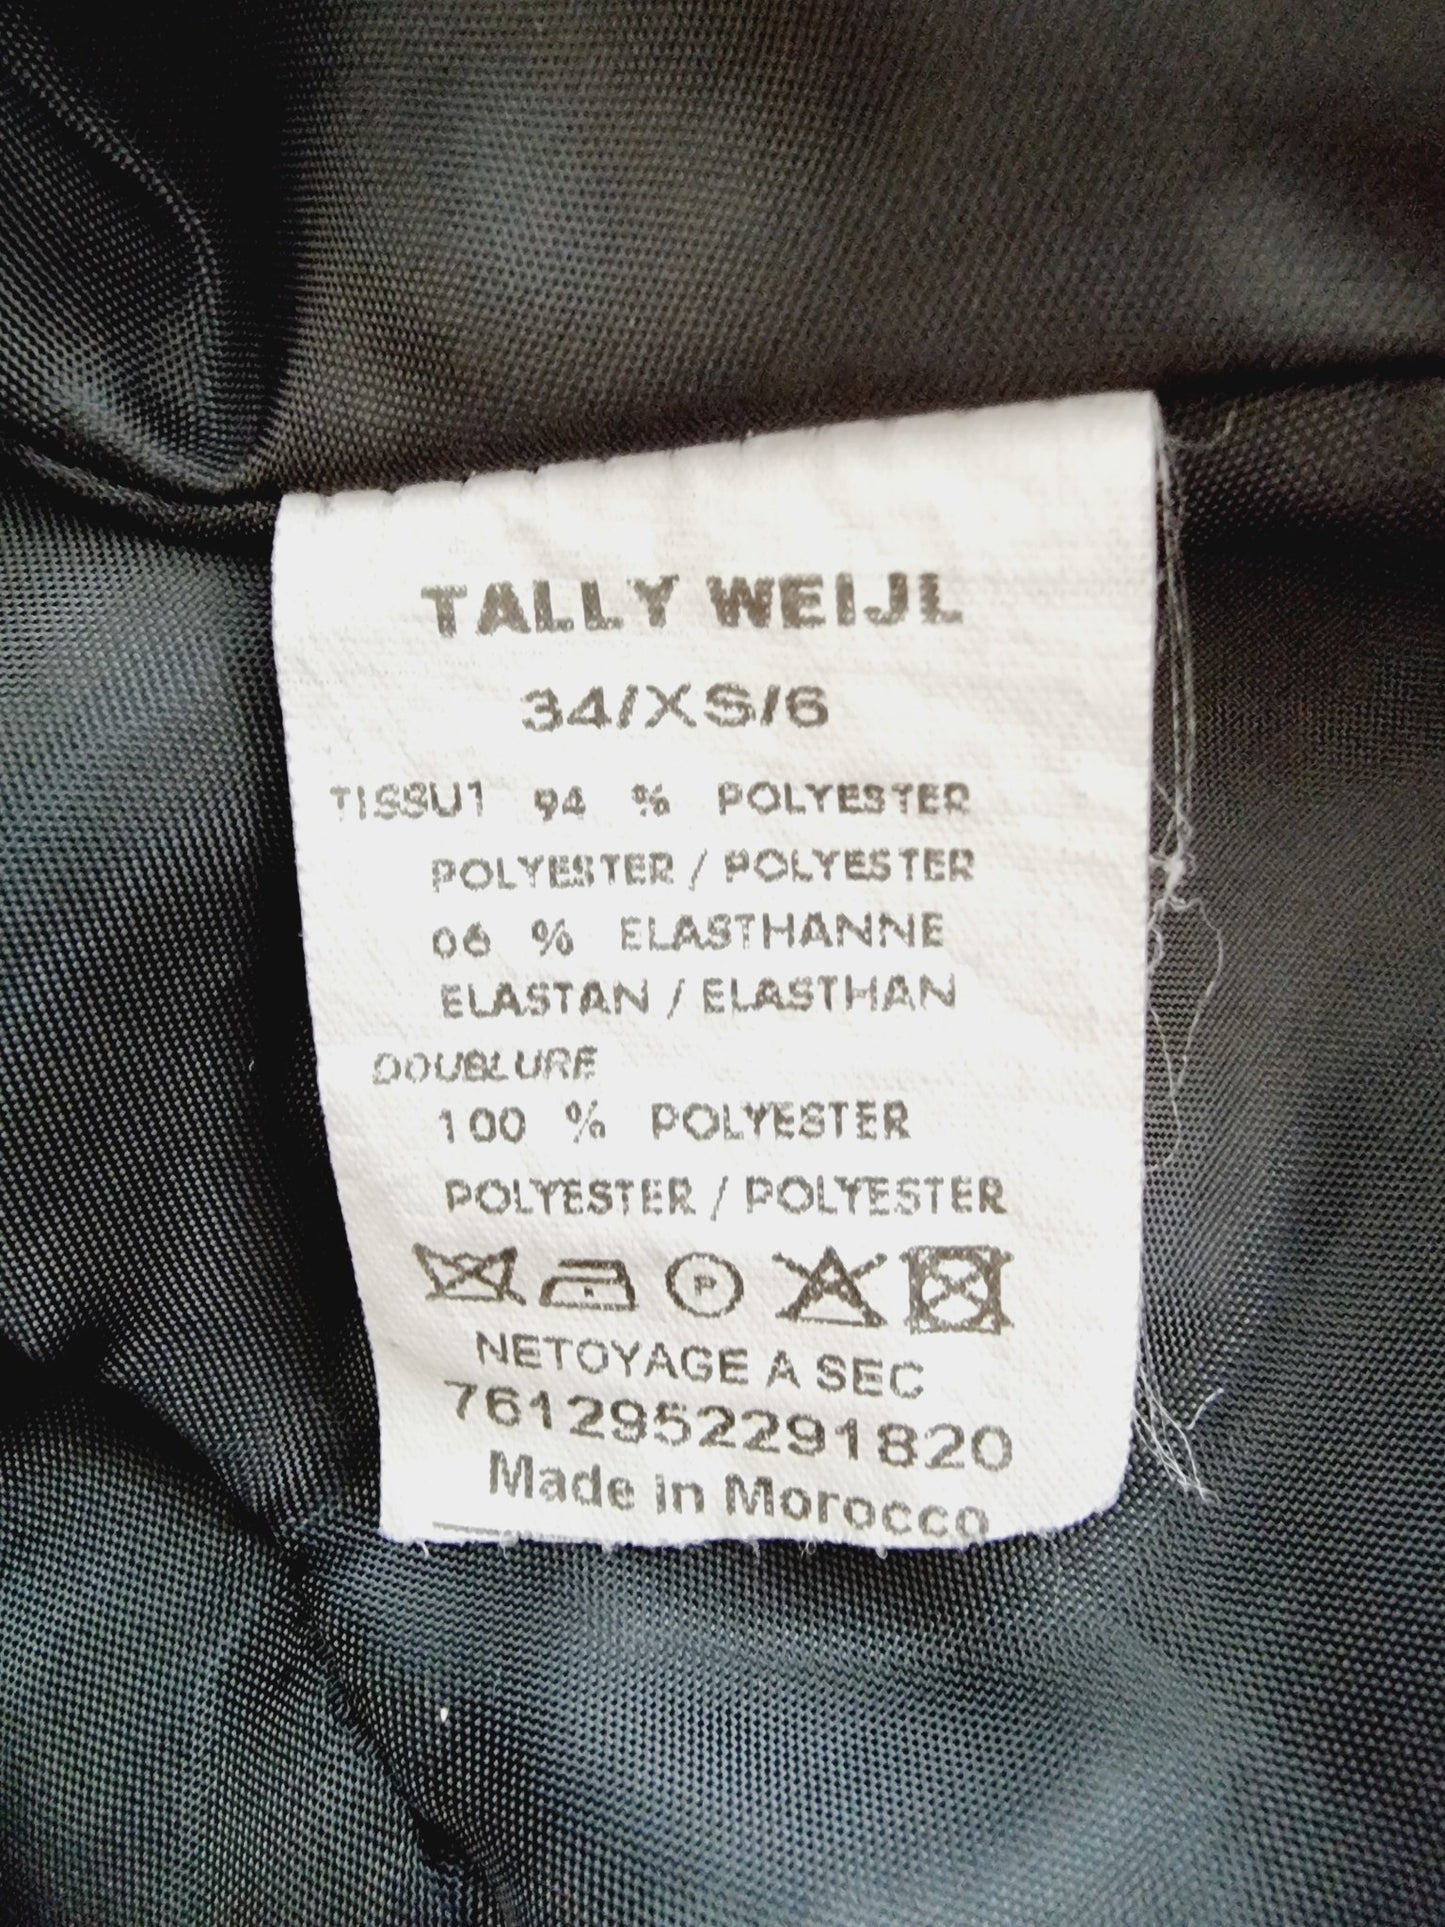 TALLY WEIJL
34/XS/6
TISSU1 94 % POLYESTER
POLYESTER / POLYESTER
06 % ELASTHANNE
ELASTAN / ELASTHAN
DOUBLURE
100 % POLYESTER
POLYESTER / POLYESTER
P
NETOYAGE A SEC
7612952291820
Made in Morocco